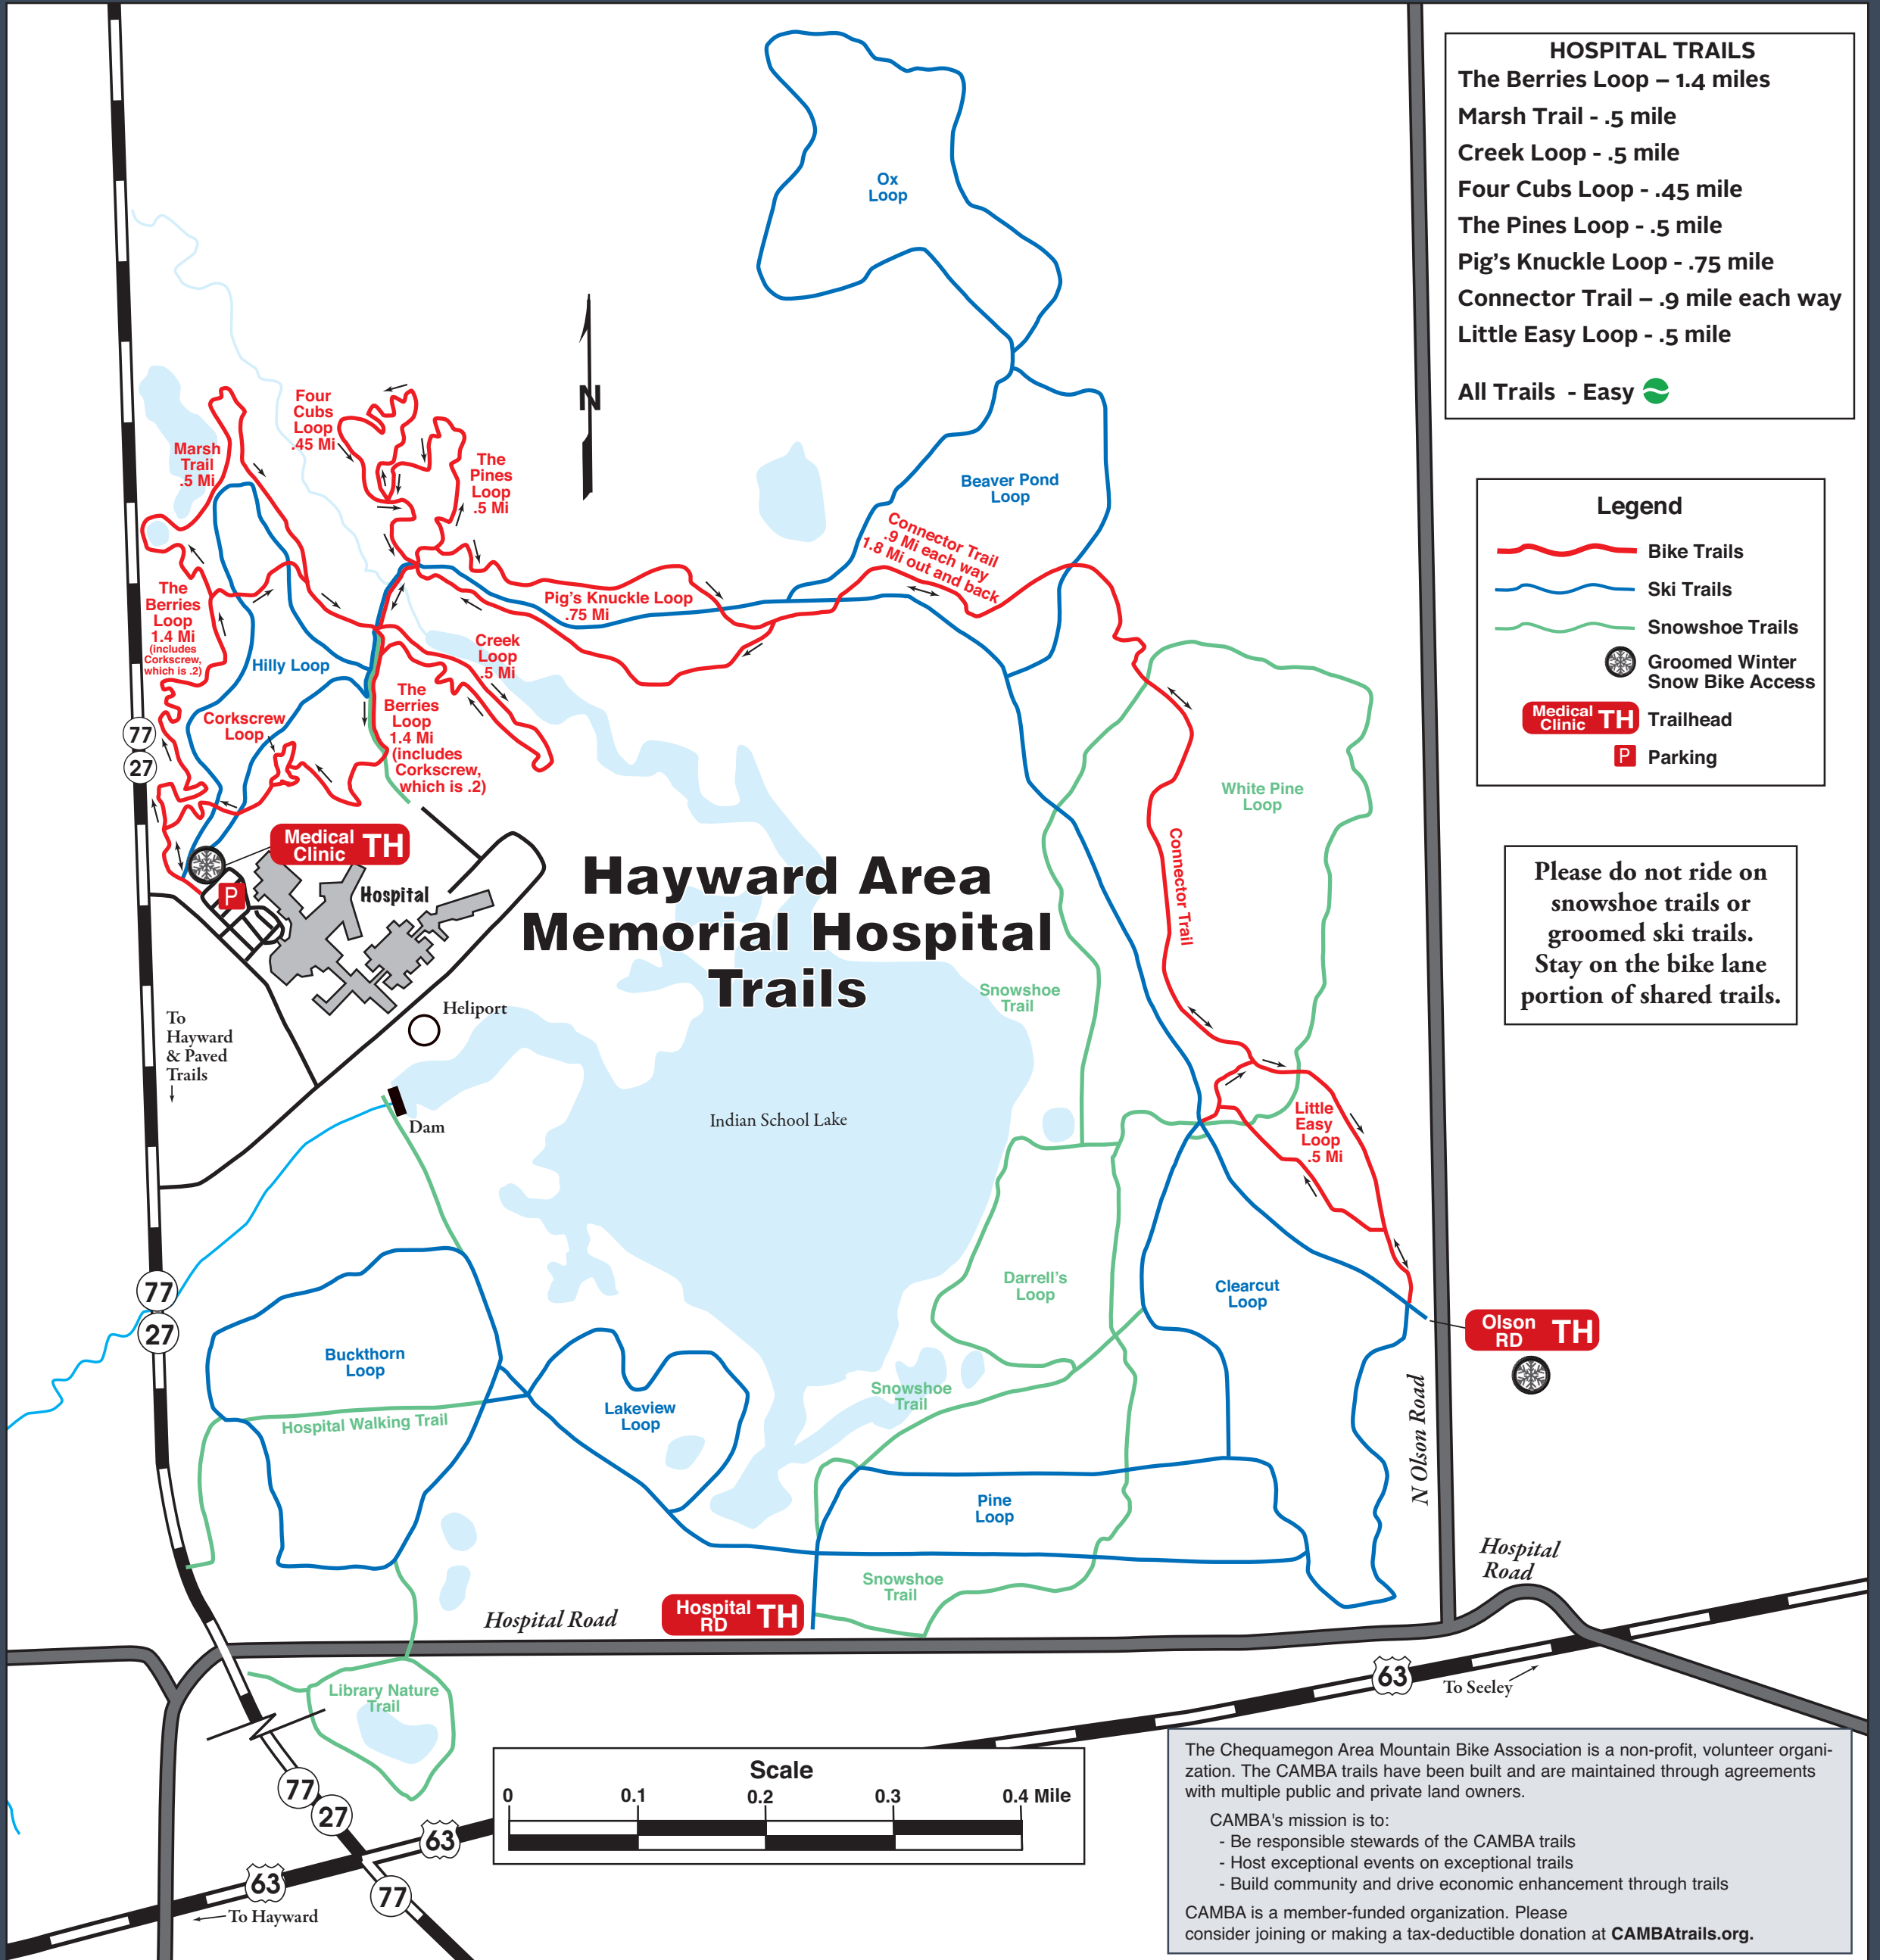 HOSPITAL TRAILS
The Berries Loop – 1.4 miles
Marsh Trail - .5 mile
Creek Loop - .5 mile
Four Cubs Loop - .45 mile
The Pines Loop - .5 mile
Pig's Knuckle Loop - .75 mile
Connector Trail – .9 mile each way
Little Easy Loop - .5 mile
All Trails - Easy
Legend
Bike Trails
Ski Trails
Snowshoe Trails
Groomed Winter
Snow Bike Access
Medical
Clinic TH
Trailhead
P
Parking
Please do not ride on
snowshoe trails or
groomed ski trails.
Stay on the bike lane
portion of shared trails.
Ox
Loop
N
Four
Cubs
Loop
.45 Mi
Marsh
Trail
.5 Mi
The
Pines
Loop
.5 Mi
Beaver Pond
Loop
Connector Trail
.9 Mi each way
1.8 Mi out and back
The
Berries
Loop
1.4 Mi
(includes
Corkscrew,
which is .2)
Pig's Knuckle Loop
.75 Mi
Hilly Loop
Creek
Loop
.5 Mi
The
Berries
Loop
1.4 Mi
(includes
Corkscrew,
which is .2)
Corkscrew
Loop
77
27
White Pine
Loop
Connector Trail
Medical
Clinic TH
P
Hospital
Hayward Area
Memorial Hospital
Trails
Snowshoe
Trail
Heliport
To
Hayward
& Paved
Trails
Dam
Indian School Lake
Little
Easy
Loop
.5 Mi
77
27
Darrell's
Loop
Clearcut
Loop
Olson
RD TH
Buckthorn
Loop
Lakeview
Loop
Hospital Walking Trail
Snowshoe
Trail
N Olson Road
Pine
Loop
Hospital
Road
Snowshoe
Trail
Hospital
RD TH
Hospital Road
63
To Seeley
Library Nature
Trail
77
27
63
63
77
To Hayward
Scale
0 0.1 0.2 0.3 0.4 Mile
The Chequamegon Area Mountain Bike Association is a non-profit, volunteer organi-
zation. The CAMBA trails have been built and are maintained through agreements
with multiple public and private land owners.
CAMBA's mission is to:
- Be responsible stewards of the CAMBA trails
- Host exceptional events on exceptional trails
- Build community and drive economic enhancement through trails
CAMBA is a member-funded organization. Please
consider joining or making a tax-deductible donation at CAMBAtrails.org.